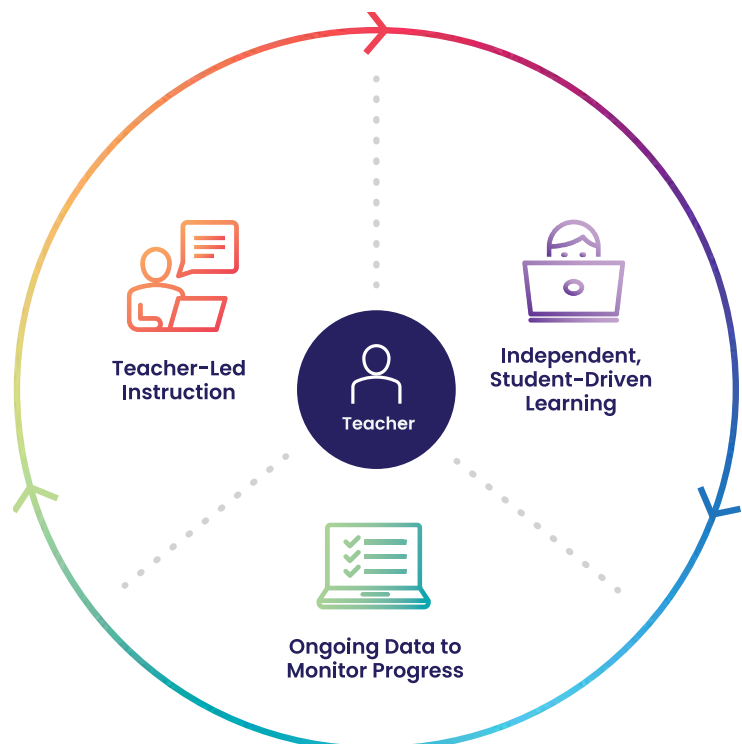 Teacher-Led
Instruction
Independent,
Student-Driven
Learning
Teacher
Ongoing Data to
Monitor Progress